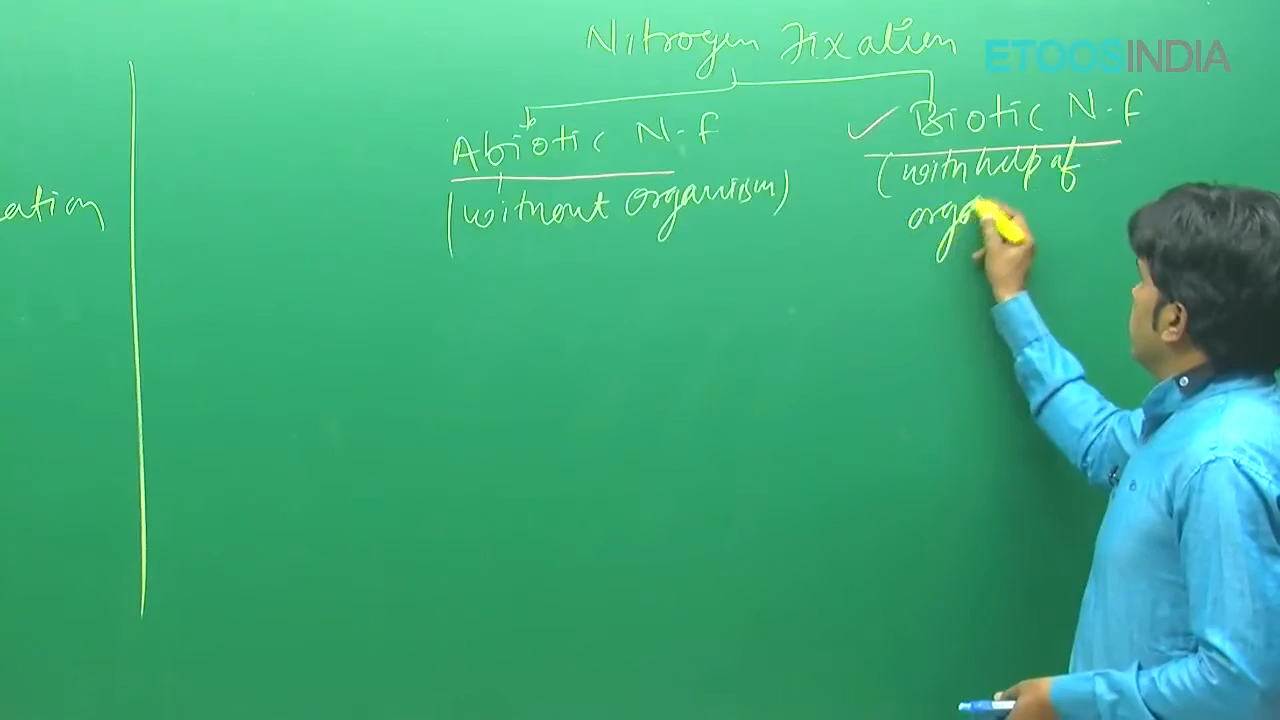 Nitrogen Fixation
ETOOSINDIA
Abiotic N.F
✓ Biotic N.F
(without organism)
(with help of
orga
ation